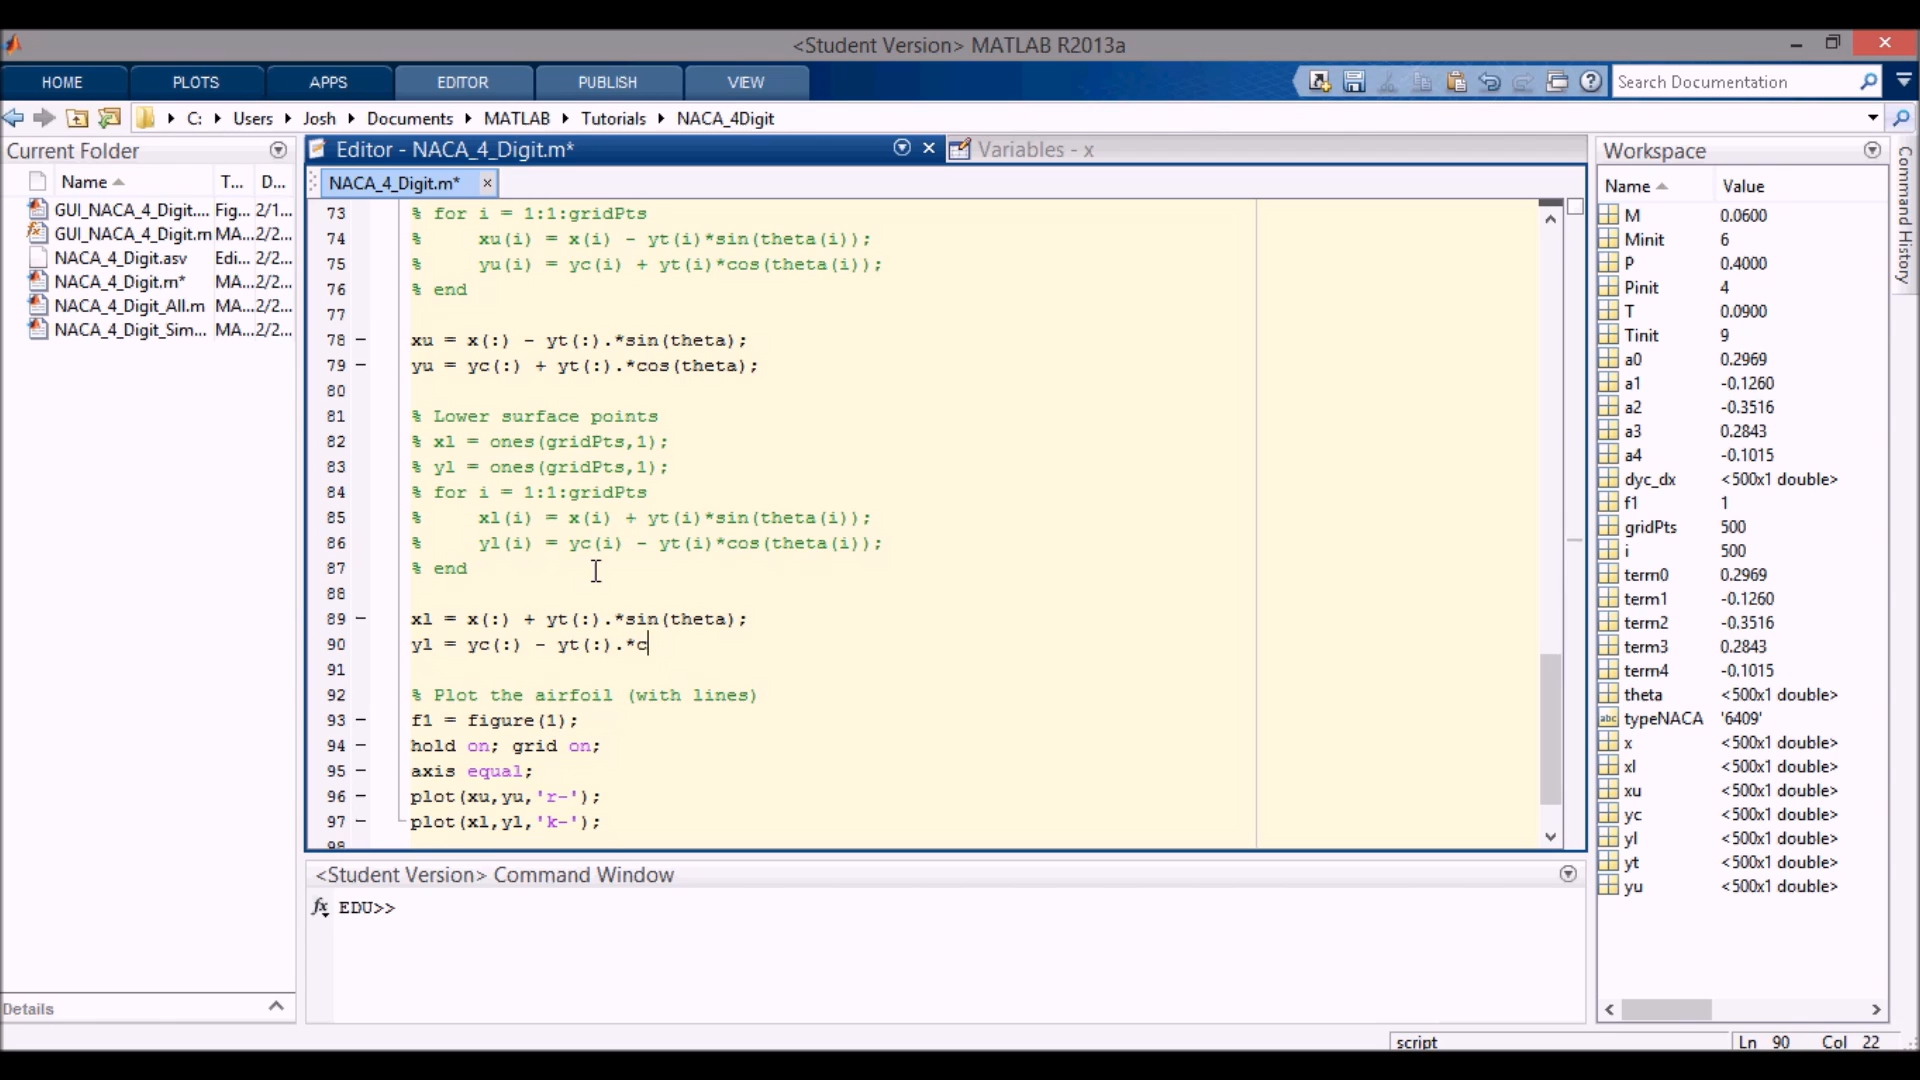 <Student Version> MATLAB R2013a
HOME PLOTS APPS EDITOR PUBLISH VIEW Search Documentation
C: Users Josh Documents MATLAB Tutorials NACA_4Digit
Current Folder
Name T... D...
GUI_NACA_4_Digit.... Fig... 2/1...
GUI_NACA_4_Digit.m MA... 2/2...
NACA_4_Digit.asv Edi... 2/2...
NACA_4_Digit.m* MA... 2/2...
NACA_4_Digit_All.m MA... 2/2...
NACA_4_Digit_Sim... MA... 2/2...
Details
Editor - NACA_4_Digit.m*
Variables - x
NACA_4_Digit.m*
73 % for i = 1:1:gridPts
74 %     xu(i) = x(i) - yt(i)*sin(theta(i));
75 %     yu(i) = yc(i) + yt(i)*cos(theta(i));
76 % end
77
78 – xu = x(:) - yt(:).*sin(theta);
79 – yu = yc(:) + yt(:).*cos(theta);
80
81 % Lower surface points
82 % xl = ones(gridPts,1);
83 % yl = ones(gridPts,1);
84 % for i = 1:1:gridPts
85 %     xl(i) = x(i) + yt(i)*sin(theta(i));
86 %     yl(i) = yc(i) - yt(i)*cos(theta(i));
87 % end
88
89 – xl = x(:) + yt(:).*sin(theta);
90 yl = yc(:) - yt(:).*c
91
92 % Plot the airfoil (with lines)
93 – f1 = figure(1);
94 – hold on; grid on;
95 – axis equal;
96 – plot(xu,yu,'r-');
97 – plot(xl,yl,'k-');
98
<Student Version> Command Window
fx EDU>>
Workspace
Name Value
M 0.0600
Minit 6
P 0.4000
Pinit 4
T 0.0900
Tinit 9
a0 0.2969
a1 -0.1260
a2 -0.3516
a3 0.2843
a4 -0.1015
dyc_dx <500x1 double>
f1 1
gridPts 500
i 500
term0 0.2969
term1 -0.1260
term2 -0.3516
term3 0.2843
term4 -0.1015
theta <500x1 double>
abc typeNACA '6409'
x <500x1 double>
xl <500x1 double>
xu <500x1 double>
yc <500x1 double>
yl <500x1 double>
yt <500x1 double>
yu <500x1 double>
Command History
script Ln 90 Col 22